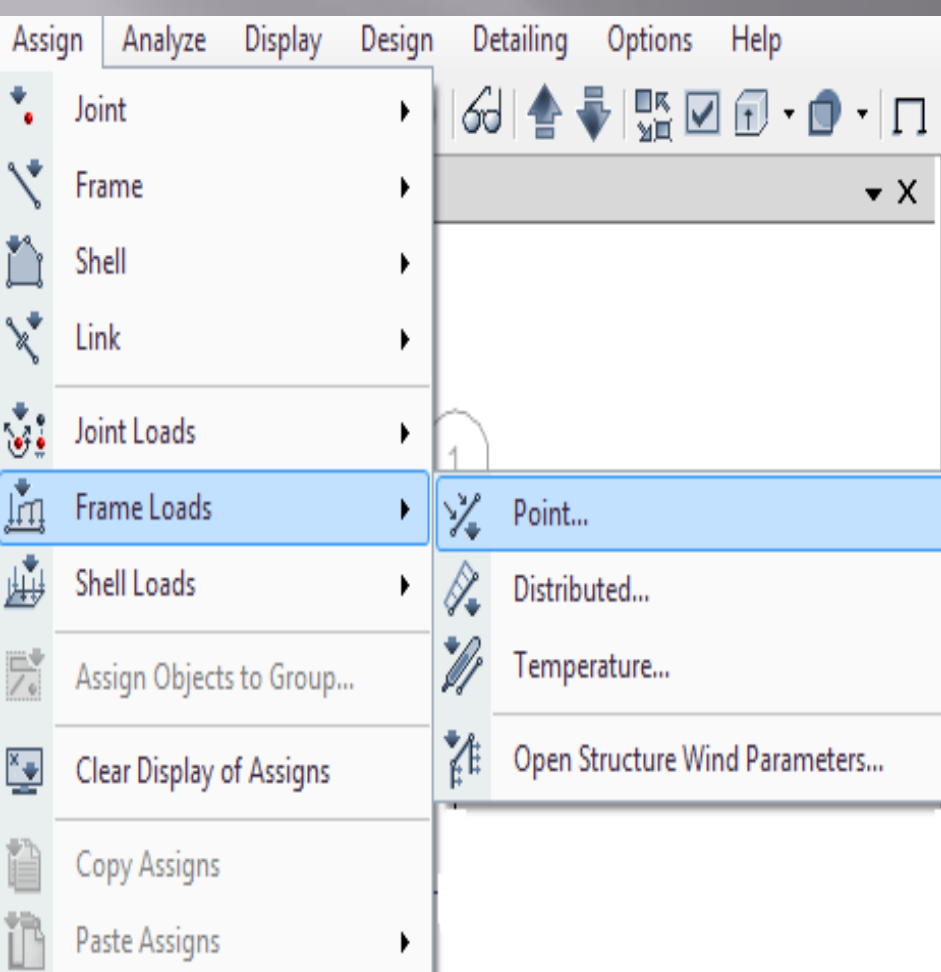 Assign Analyze Display Design Detailing Options Help
Joint
Frame
Shell
Link
Joint Loads
1
Frame Loads
Point...
Shell Loads
Distributed...
Temperature...
Assign Objects to Group...
Open Structure Wind Parameters...
Clear Display of Assigns
Copy Assigns
Paste Assigns